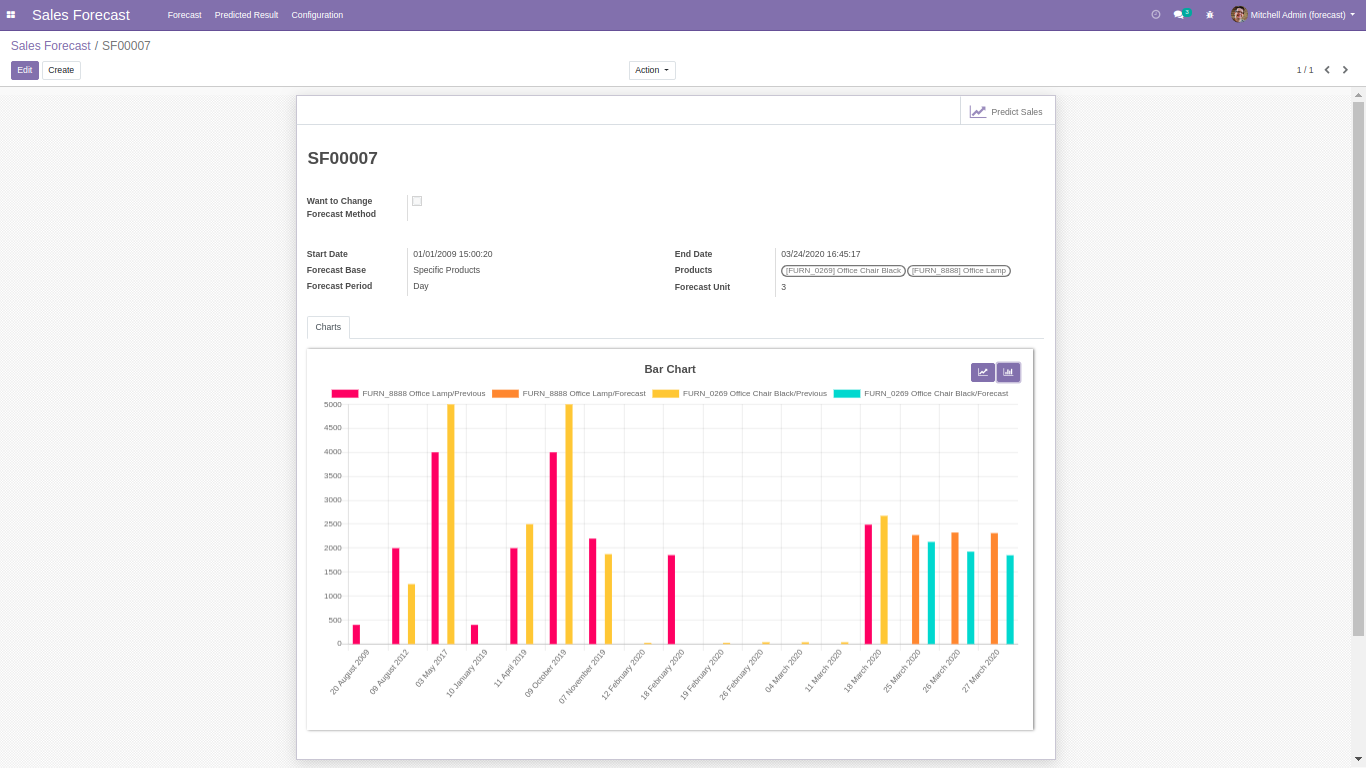 Sales Forecast Forecast Predicted Result Configuration 3 Mitchell Admin (forecast)
Sales Forecast / SF00007
Edit Create Action 1 / 1
Predict Sales
SF00007
Want to Change
Forecast Method
Start Date 01/01/2009 15:00:20 End Date 03/24/2020 16:45:17
Forecast Base Specific Products Products [FURN_0269] Office Chair Black [FURN_8888] Office Lamp
Forecast Period Day Forecast Unit 3
Charts
Bar Chart
FURN_8888 Office Lamp/Previous FURN_8888 Office Lamp/Forecast FURN_0269 Office Chair Black/Previous FURN_0269 Office Chair Black/Forecast
5000
4500
4000
3500
3000
2500
2000
1500
1000
500
0
20 August 2009
09 August 2012
03 May 2017
10 January 2019
11 April 2019
09 October 2019
07 November 2019
12 February 2020
18 February 2020
19 February 2020
26 February 2020
04 March 2020
11 March 2020
18 March 2020
25 March 2020
26 March 2020
27 March 2020